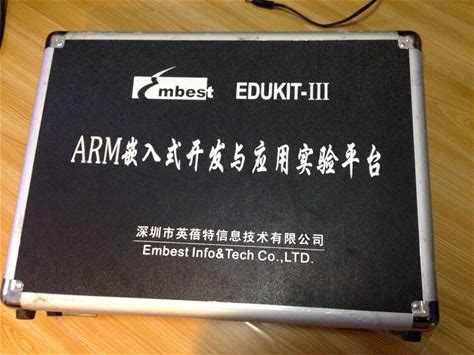 Embest EDUKIT-III
ARM嵌入式开发与应用实验平台
深圳市英蓓特信息技术有限公司
Embest Info&Tech Co.,LTD.